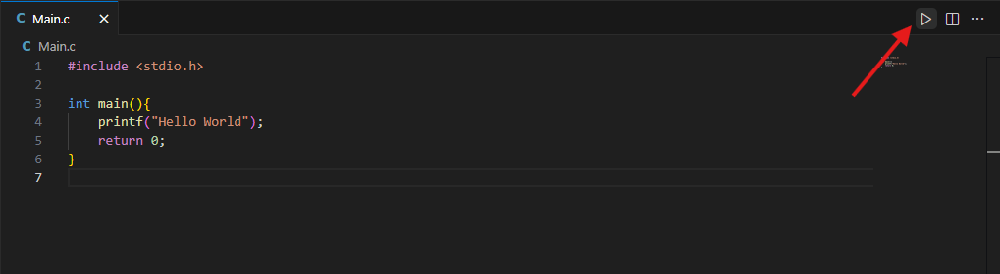 C Main.c ×
C Main.c
1 #include <stdio.h>
2
3 int main(){
4 printf("Hello World");
5 return 0;
6 }
7